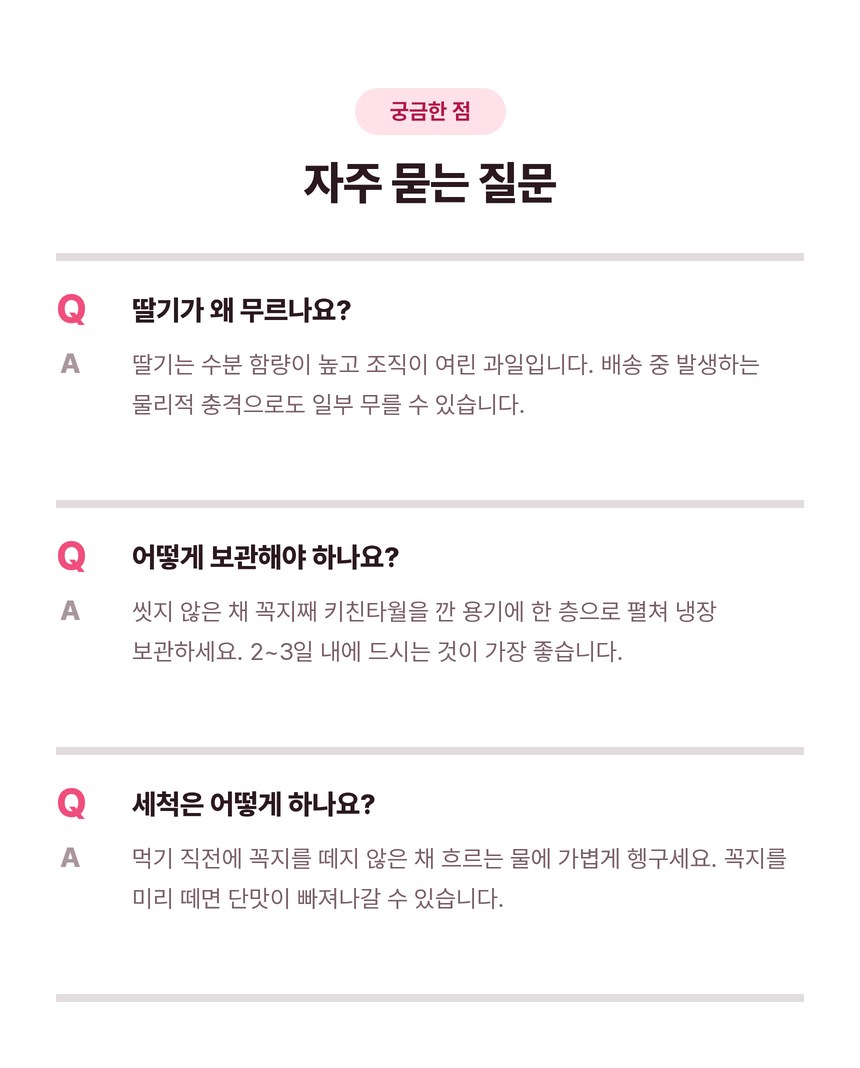 궁금한 점
자주 묻는 질문
Q 딸기가 왜 무르나요?
A 딸기는 수분 함량이 높고 조직이 여린 과일입니다. 배송 중 발생하는
물리적 충격으로도 일부 무를 수 있습니다.
Q 어떻게 보관해야 하나요?
A 씻지 않은 채 꼭지째 키친타월을 깐 용기에 한 층으로 펼쳐 냉장
보관하세요. 2~3일 내에 드시는 것이 가장 좋습니다.
Q 세척은 어떻게 하나요?
A 먹기 직전에 꼭지를 떼지 않은 채 흐르는 물에 가볍게 헹구세요. 꼭지를
미리 떼면 단맛이 빠져나갈 수 있습니다.